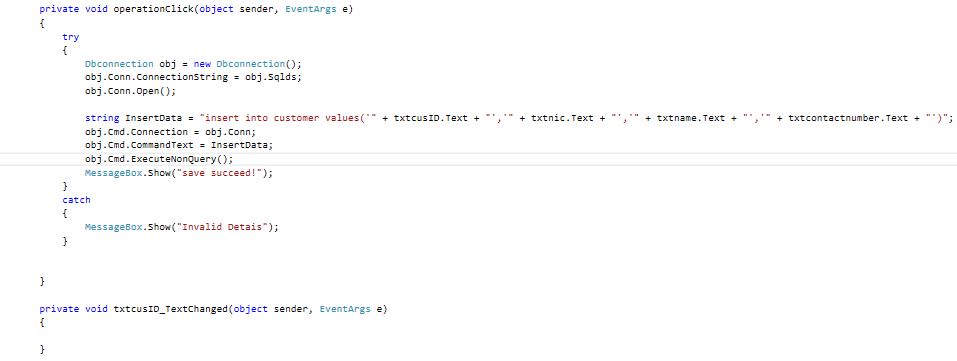 private void operationClick(object sender, EventArgs e)
{
try
{
Dbconnection obj = new Dbconnection();
obj.Conn.ConnectionString = obj.Sqlds;
obj.Conn.Open();
string InsertData = "insert into customer values('" + txtcusID.Text + "','" + txtnic.Text + "','" + txtname.Text + "','" + txtcontactnumber.Text + "')";
obj.Cmd.Connection = obj.Conn;
obj.Cmd.CommandText = InsertData;
obj.Cmd.ExecuteNonQuery();
MessageBox.Show("save succeed!");
}
catch
{
MessageBox.Show("Invalid Detais");
}
}
private void txtcusID_TextChanged(object sender, EventArgs e)
{
}